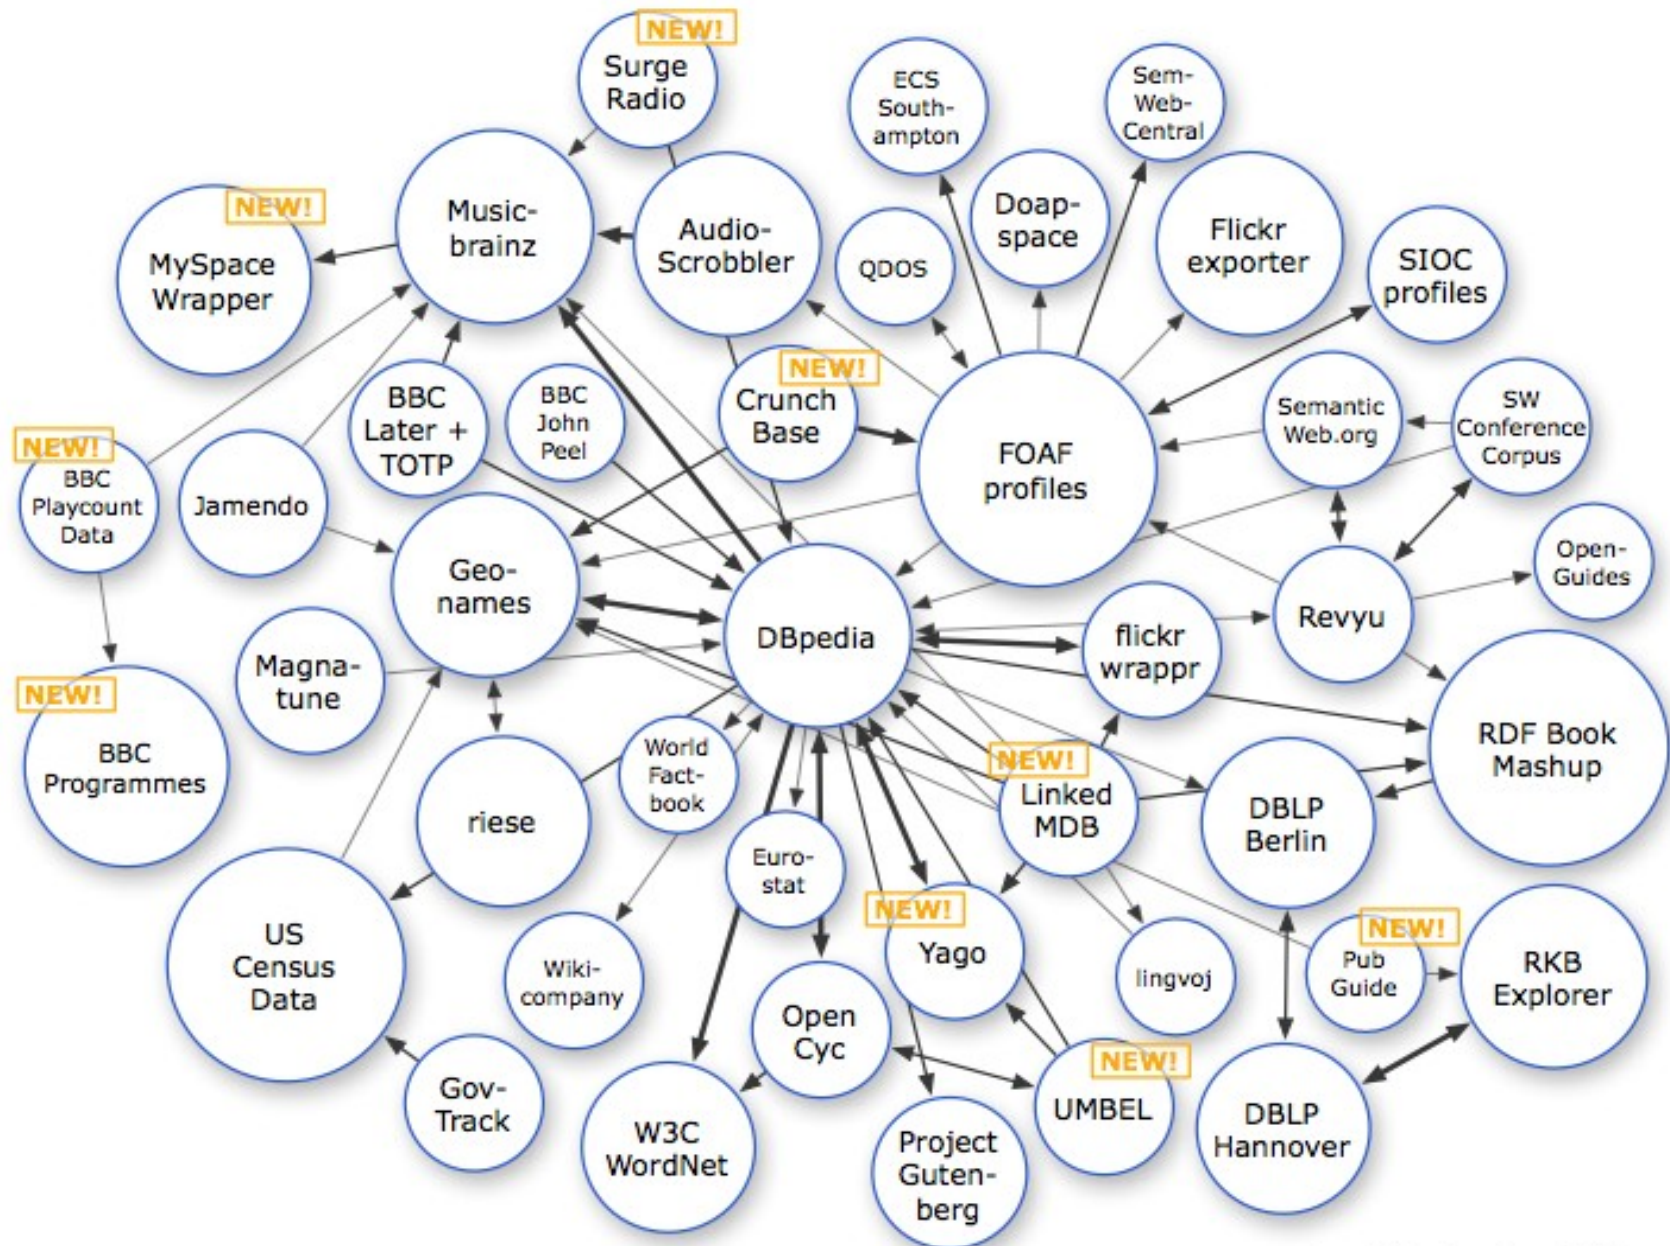 NEW!
Surge
Radio
ECS
South-
ampton
Sem-
Web-
Central
NEW!
MySpace
Wrapper
Music-
brainz
Audio-
Scrobbler
QDOS
Doap-
space
Flickr
exporter
SIOC
profiles
BBC
Later +
TOTP
BBC
John
Peel
NEW!
Crunch
Base
FOAF
profiles
Semantic
Web.org
SW
Conference
Corpus
NEW!
BBC
Playcount
Data
Jamendo
Geo-
names
DBpedia
flickr
wrappr
Revyu
Open-
Guides
Magna-
tune
NEW!
BBC
Programmes
riese
World
Fact-
book
NEW!
Linked
MDB
DBLP
Berlin
RDF Book
Mashup
US
Census
Data
Wiki-
company
Euro-
stat
NEW!
Yago
lingvoj
NEW!
Pub
Guide
RKB
Explorer
Gov-
Track
W3C
WordNet
Open
Cyc
Project
Guten-
berg
NEW!
UMBEL
DBLP
Hannover